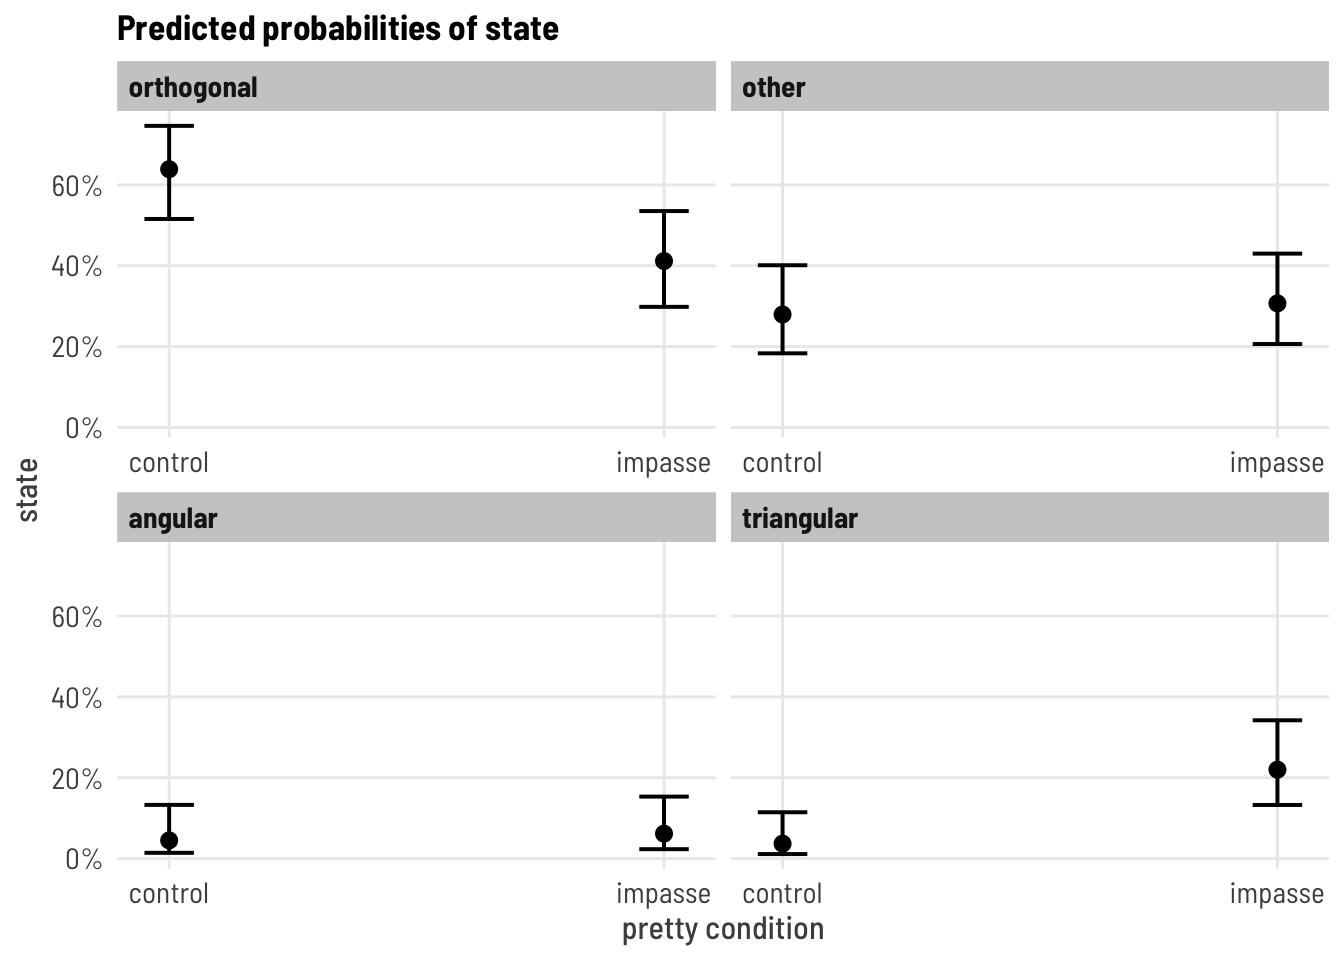 Predicted probabilities of state
orthogonal
other
60%
40%
20%
0%
control
impasse
control
impasse
state
angular
triangular
60%
40%
20%
0%
control
impasse
control
impasse
pretty condition